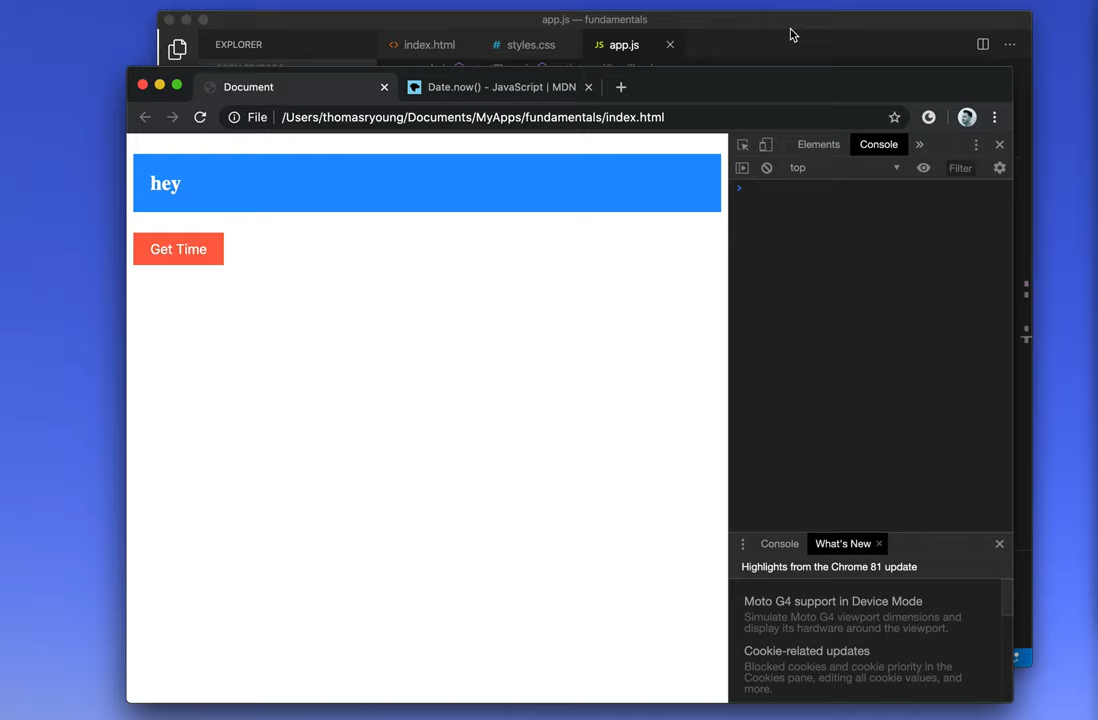 app.js — fundamentals
EXPLORER
index.html
styles.css
JS app.js
Document
Date.now() - JavaScript | MDN
File
/Users/thomasryoung/Documents/MyApps/fundamentals/index.html
hey
Get Time
Elements
Console
top
Filter
Console
What's New
Highlights from the Chrome 81 update
Moto G4 support in Device Mode
Simulate Moto G4 viewport dimensions and
display its hardware around the viewport.
Cookie-related updates
Blocked cookies and cookie priority in the
Cookies pane, editing all cookie values, and
more.